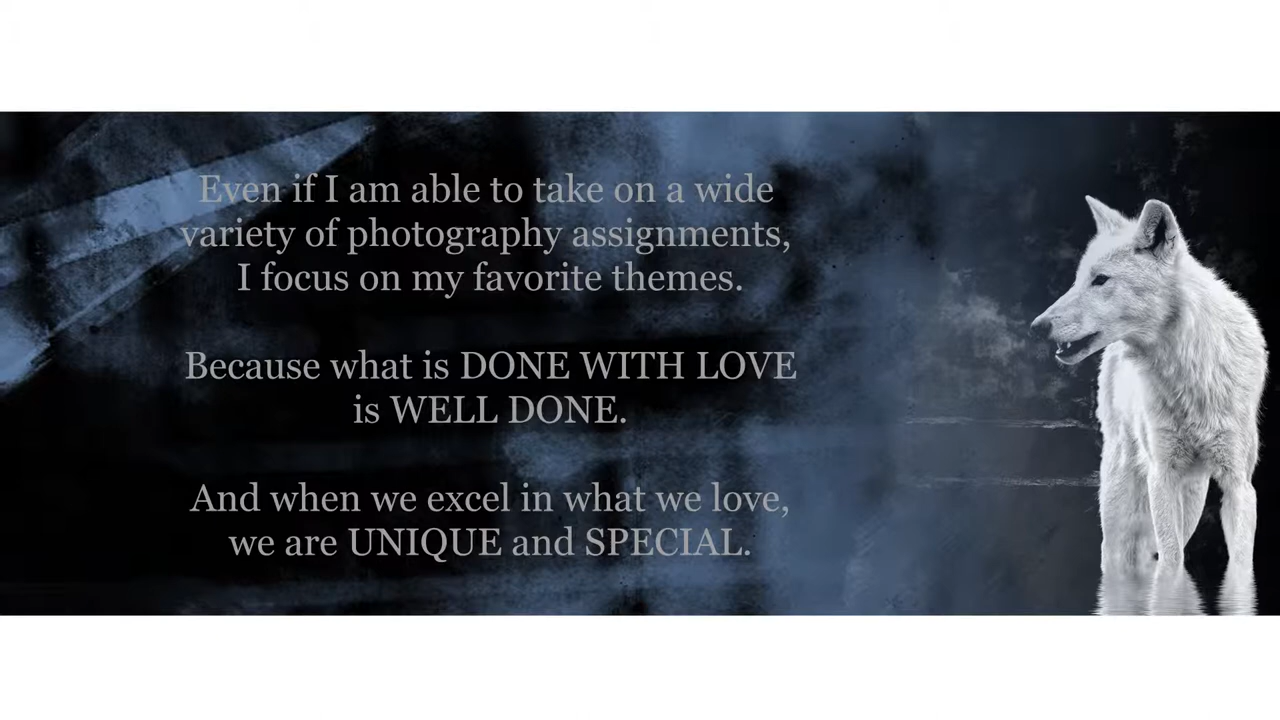 Even if I am able to take on a wide
variety of photography assignments,
I focus on my favorite themes.
Because what is DONE WITH LOVE
is WELL DONE.
And when we excel in what we love,
we are UNIQUE and SPECIAL.